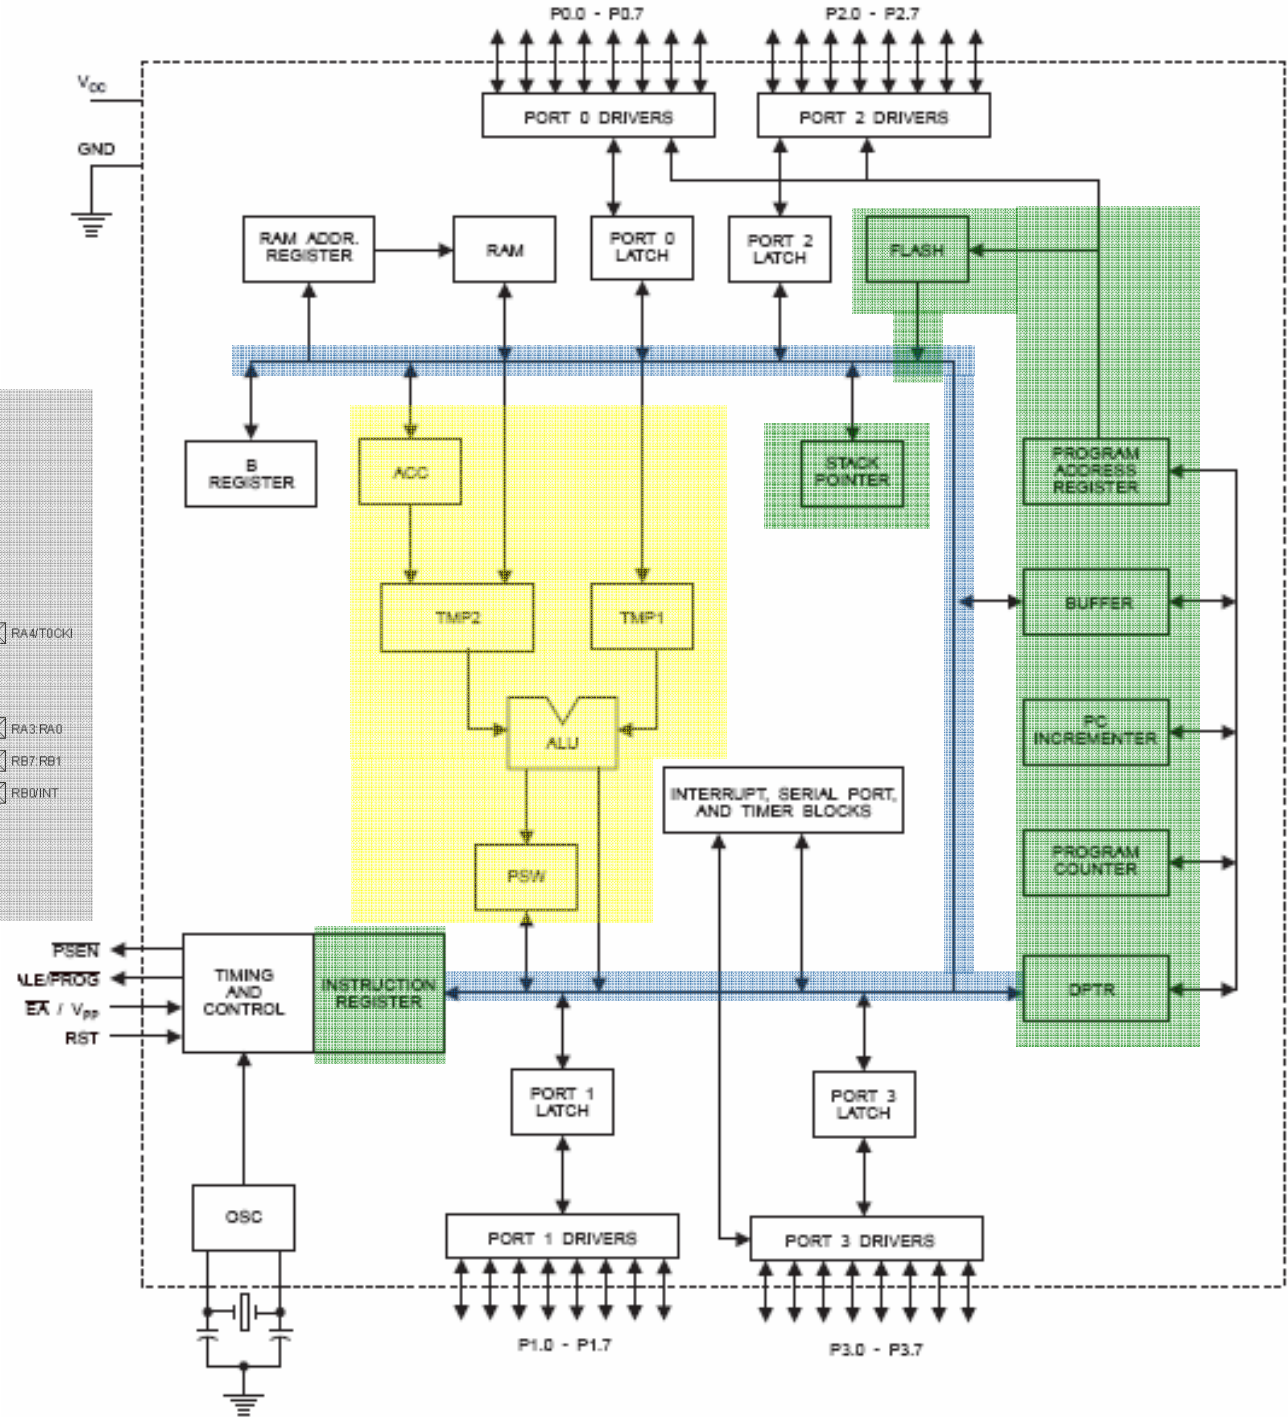 P0.0 - P0.7
P2.0 - P2.7
VCC
GND
PORT 0 DRIVERS
PORT 2 DRIVERS
RAM ADDR.
REGISTER
RAM
PORT 0
LATCH
PORT 2
LATCH
FLASH
B
REGISTER
ACC
STACK
POINTER
PROGRAM
ADDRESS
REGISTER
TMP2
TMP1
BUFFER
RA4/T0CKI
RA3:RA0
RB7:RB1
RB0/INT
ALU
PC
INCREMENTER
INTERRUPT, SERIAL PORT,
AND TIMER BLOCKS
PSW
PROGRAM
COUNTER
PSEN
ALE/PROG
EA / VPP
RST
TIMING
AND
CONTROL
INSTRUCTION
REGISTER
DPTR
PORT 1
LATCH
PORT 3
LATCH
OSC
PORT 1 DRIVERS
PORT 3 DRIVERS
P1.0 - P1.7
P3.0 - P3.7